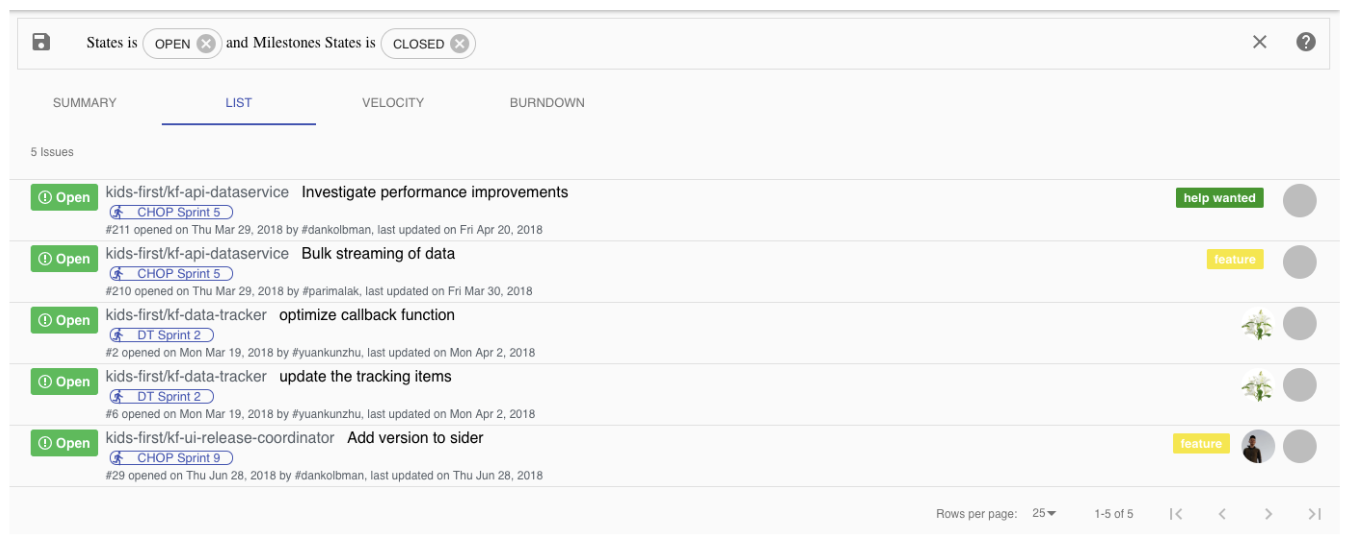 States is OPEN and Milestones States is CLOSED
SUMMARY LIST VELOCITY BURNDOWN
5 Issues
Open kids-first/kf-api-dataservice Investigate performance improvements help wanted
CHOP Sprint 5
#211 opened on Thu Mar 29, 2018 by #dankolbman, last updated on Fri Apr 20, 2018
Open kids-first/kf-api-dataservice Bulk streaming of data feature
CHOP Sprint 5
#210 opened on Thu Mar 29, 2018 by #parimalak, last updated on Fri Mar 30, 2018
Open kids-first/kf-data-tracker optimize callback function
DT Sprint 2
#2 opened on Mon Mar 19, 2018 by #yuankunzhu, last updated on Mon Apr 2, 2018
Open kids-first/kf-data-tracker update the tracking items
DT Sprint 2
#6 opened on Mon Mar 19, 2018 by #yuankunzhu, last updated on Mon Apr 2, 2018
Open kids-first/kf-ui-release-coordinator Add version to sider feature
CHOP Sprint 9
#29 opened on Thu Jun 28, 2018 by #dankolbman, last updated on Thu Jun 28, 2018
Rows per page: 25 1-5 of 5